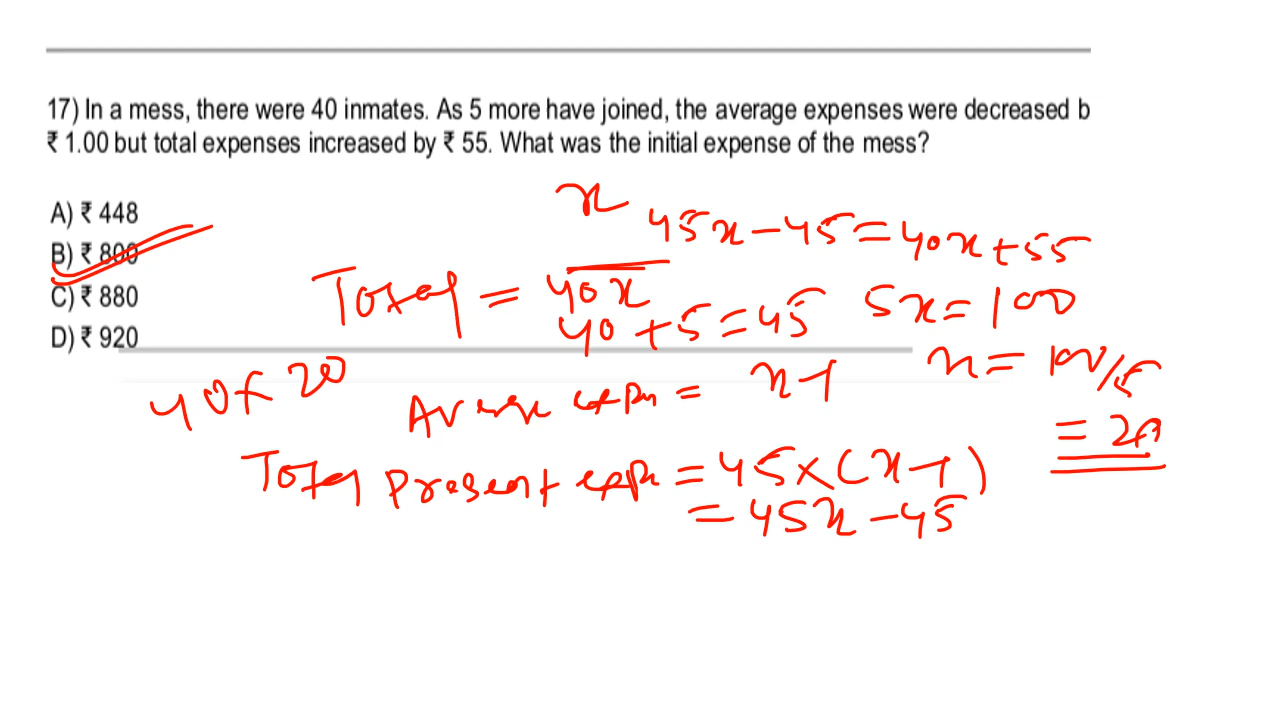 17) In a mess, there were 40 inmates. As 5 more have joined, the average expenses were decreased b
₹ 1.00 but total expenses increased by ₹ 55. What was the initial expense of the mess?
A) ₹ 448
B) ₹ 800
C) ₹ 880
D) ₹ 920
x
45x-45=40x+55
Total = 40x
40+5=45
5x=100
x=100/5
=20
40 × 20
Average expn = x-1
Total present expn = 45×(x-1)
= 45x-45